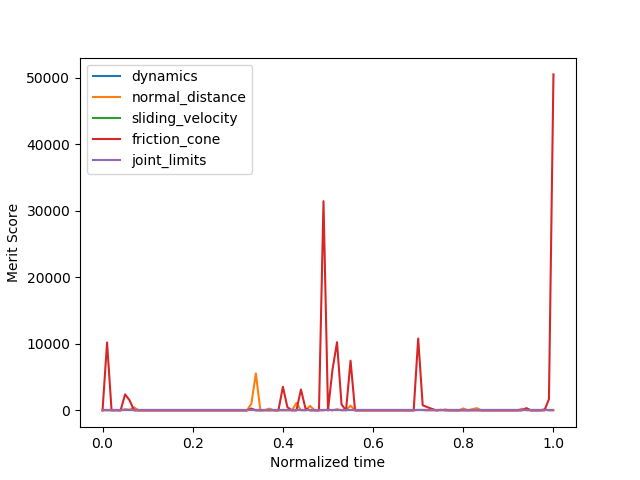 dynamics
normal_distance
sliding_velocity
friction_cone
joint_limits
50000
40000
30000
20000
10000
0
Merit Score
0.0 0.2 0.4 0.6 0.8 1.0
Normalized time